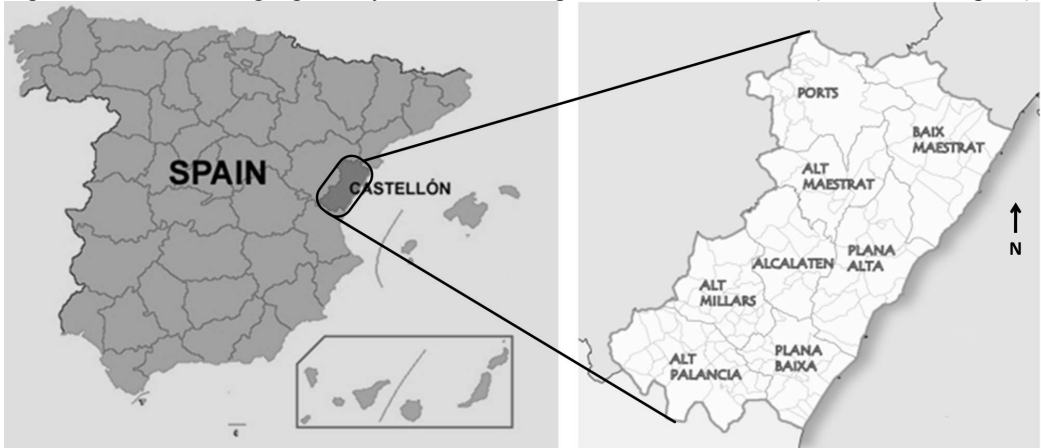 SPAIN
CASTELLÓN
PORTS
BAIX
MAESTRAT
ALT
MAESTRAT
PLANA
ALTA
ALCALATEN
ALT
MILLARS
PLANA
BAIXA
ALT
PALANCIA
N